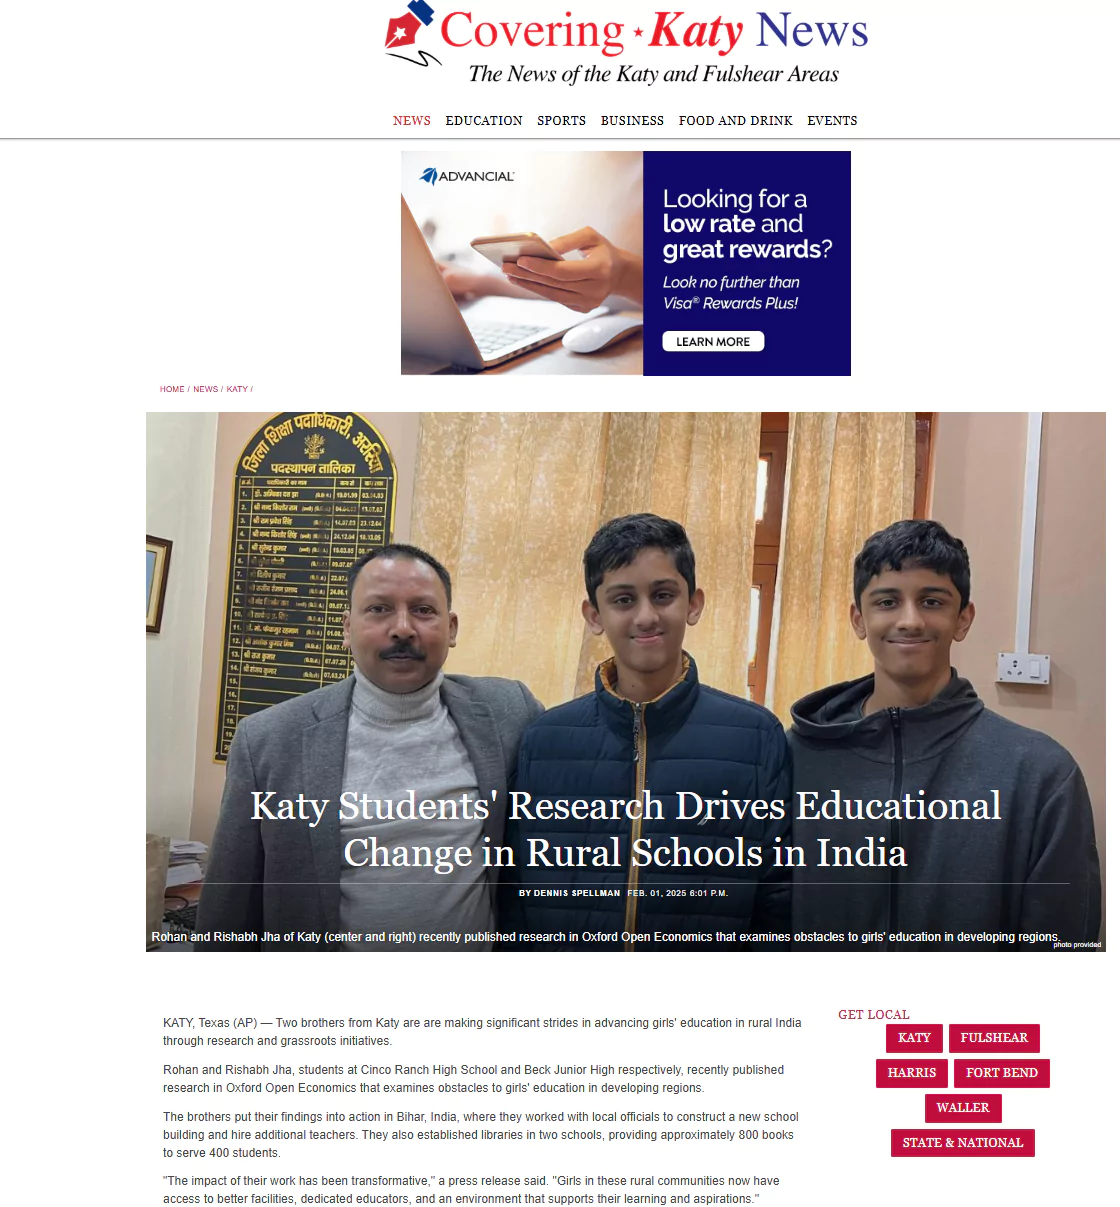 Covering Katy News
The News of the Katy and Fulshear Areas
NEWS EDUCATION SPORTS BUSINESS FOOD AND DRINK EVENTS
ADVANCIAL
Looking for a
low rate and
great rewards?
Look no further than
Visa® Rewards Plus!
LEARN MORE
HOME / NEWS / KATY /
जिला शिक्षा पदाधिकारी, अररिया
पदस्थापन तालिका
Katy Students' Research Drives Educational
Change in Rural Schools in India
BY DENNIS SPELLMAN FEB. 01, 2025 6:01 P.M.
Rohan and Rishabh Jha of Katy (center and right) recently published research in Oxford Open Economics that examines obstacles to girls' education in developing regions.
photo provided
KATY, Texas (AP) — Two brothers from Katy are are making significant strides in advancing girls' education in rural India
through research and grassroots initiatives.
Rohan and Rishabh Jha, students at Cinco Ranch High School and Beck Junior High respectively, recently published
research in Oxford Open Economics that examines obstacles to girls' education in developing regions.
The brothers put their findings into action in Bihar, India, where they worked with local officials to construct a new school
building and hire additional teachers. They also established libraries in two schools, providing approximately 800 books
to serve 400 students.
"The impact of their work has been transformative," a press release said. "Girls in these rural communities now have
access to better facilities, dedicated educators, and an environment that supports their learning and aspirations."
GET LOCAL
KATY FULSHEAR
HARRIS FORT BEND
WALLER
STATE & NATIONAL